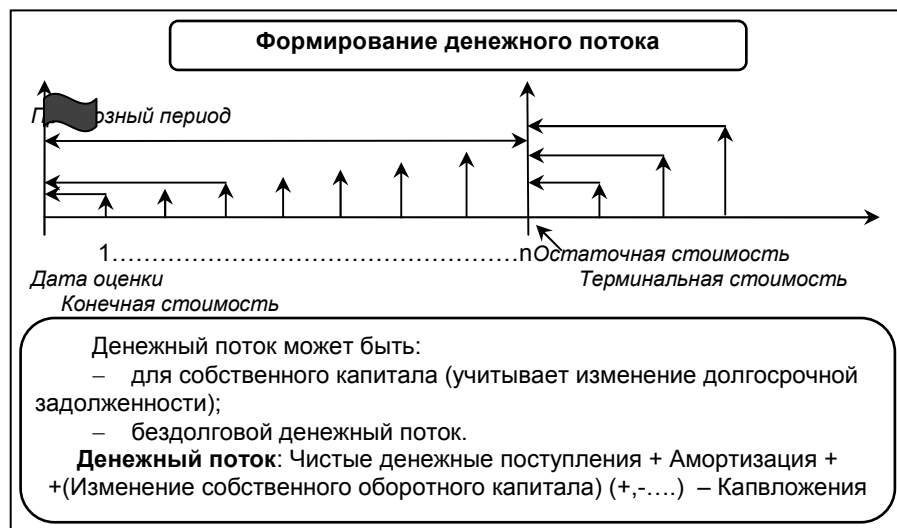 Формирование денежного потока
озный период
1……………………………………………nОстаточная стоимость
Дата оценки Терминальная стоимость
Конечная стоимость
Денежный поток может быть:
– для собственного капитала (учитывает изменение долгосрочной
задолженности);
– бездолговой денежный поток.
Денежный поток: Чистые денежные поступления + Амортизация +
+(Изменение собственного оборотного капитала) (+,-….) – Капвложения